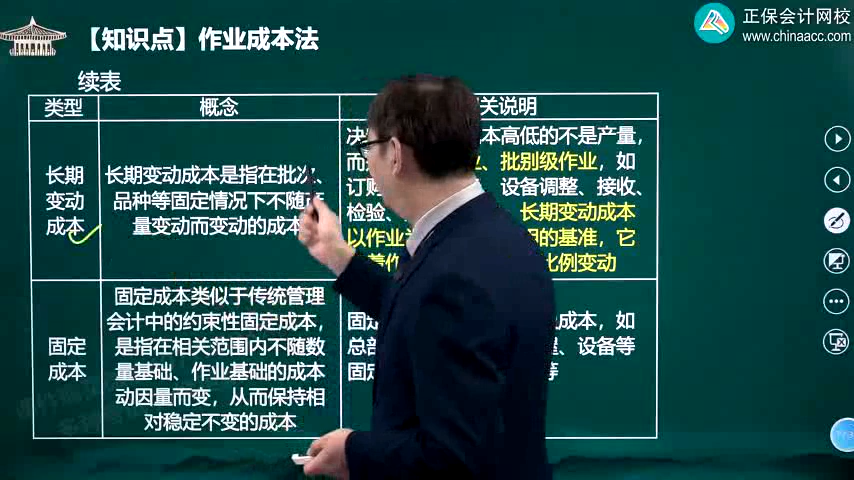 正保会计网校
www.chinaacc.com
【知识点】作业成本法
续表
类型
概念
关说明
长期
变动
成本
长期变动成本是指在批次、
品种等固定情况下不随产
量变动而变动的成本
决 本高低的不是产量，
而 、批别级作业，如
订购 设备调整、接收、
检验、 长期变动成本
以作业 用的基准，它
着作 比例变动
固定
成本
固定成本类似于传统管理
会计中的约束性固定成本，
是指在相关范围内不随数
量基础、作业基础的成本
动因量而变，从而保持相
对稳定不变的成本
固定 成本，如
总部 、设备等
固定 等